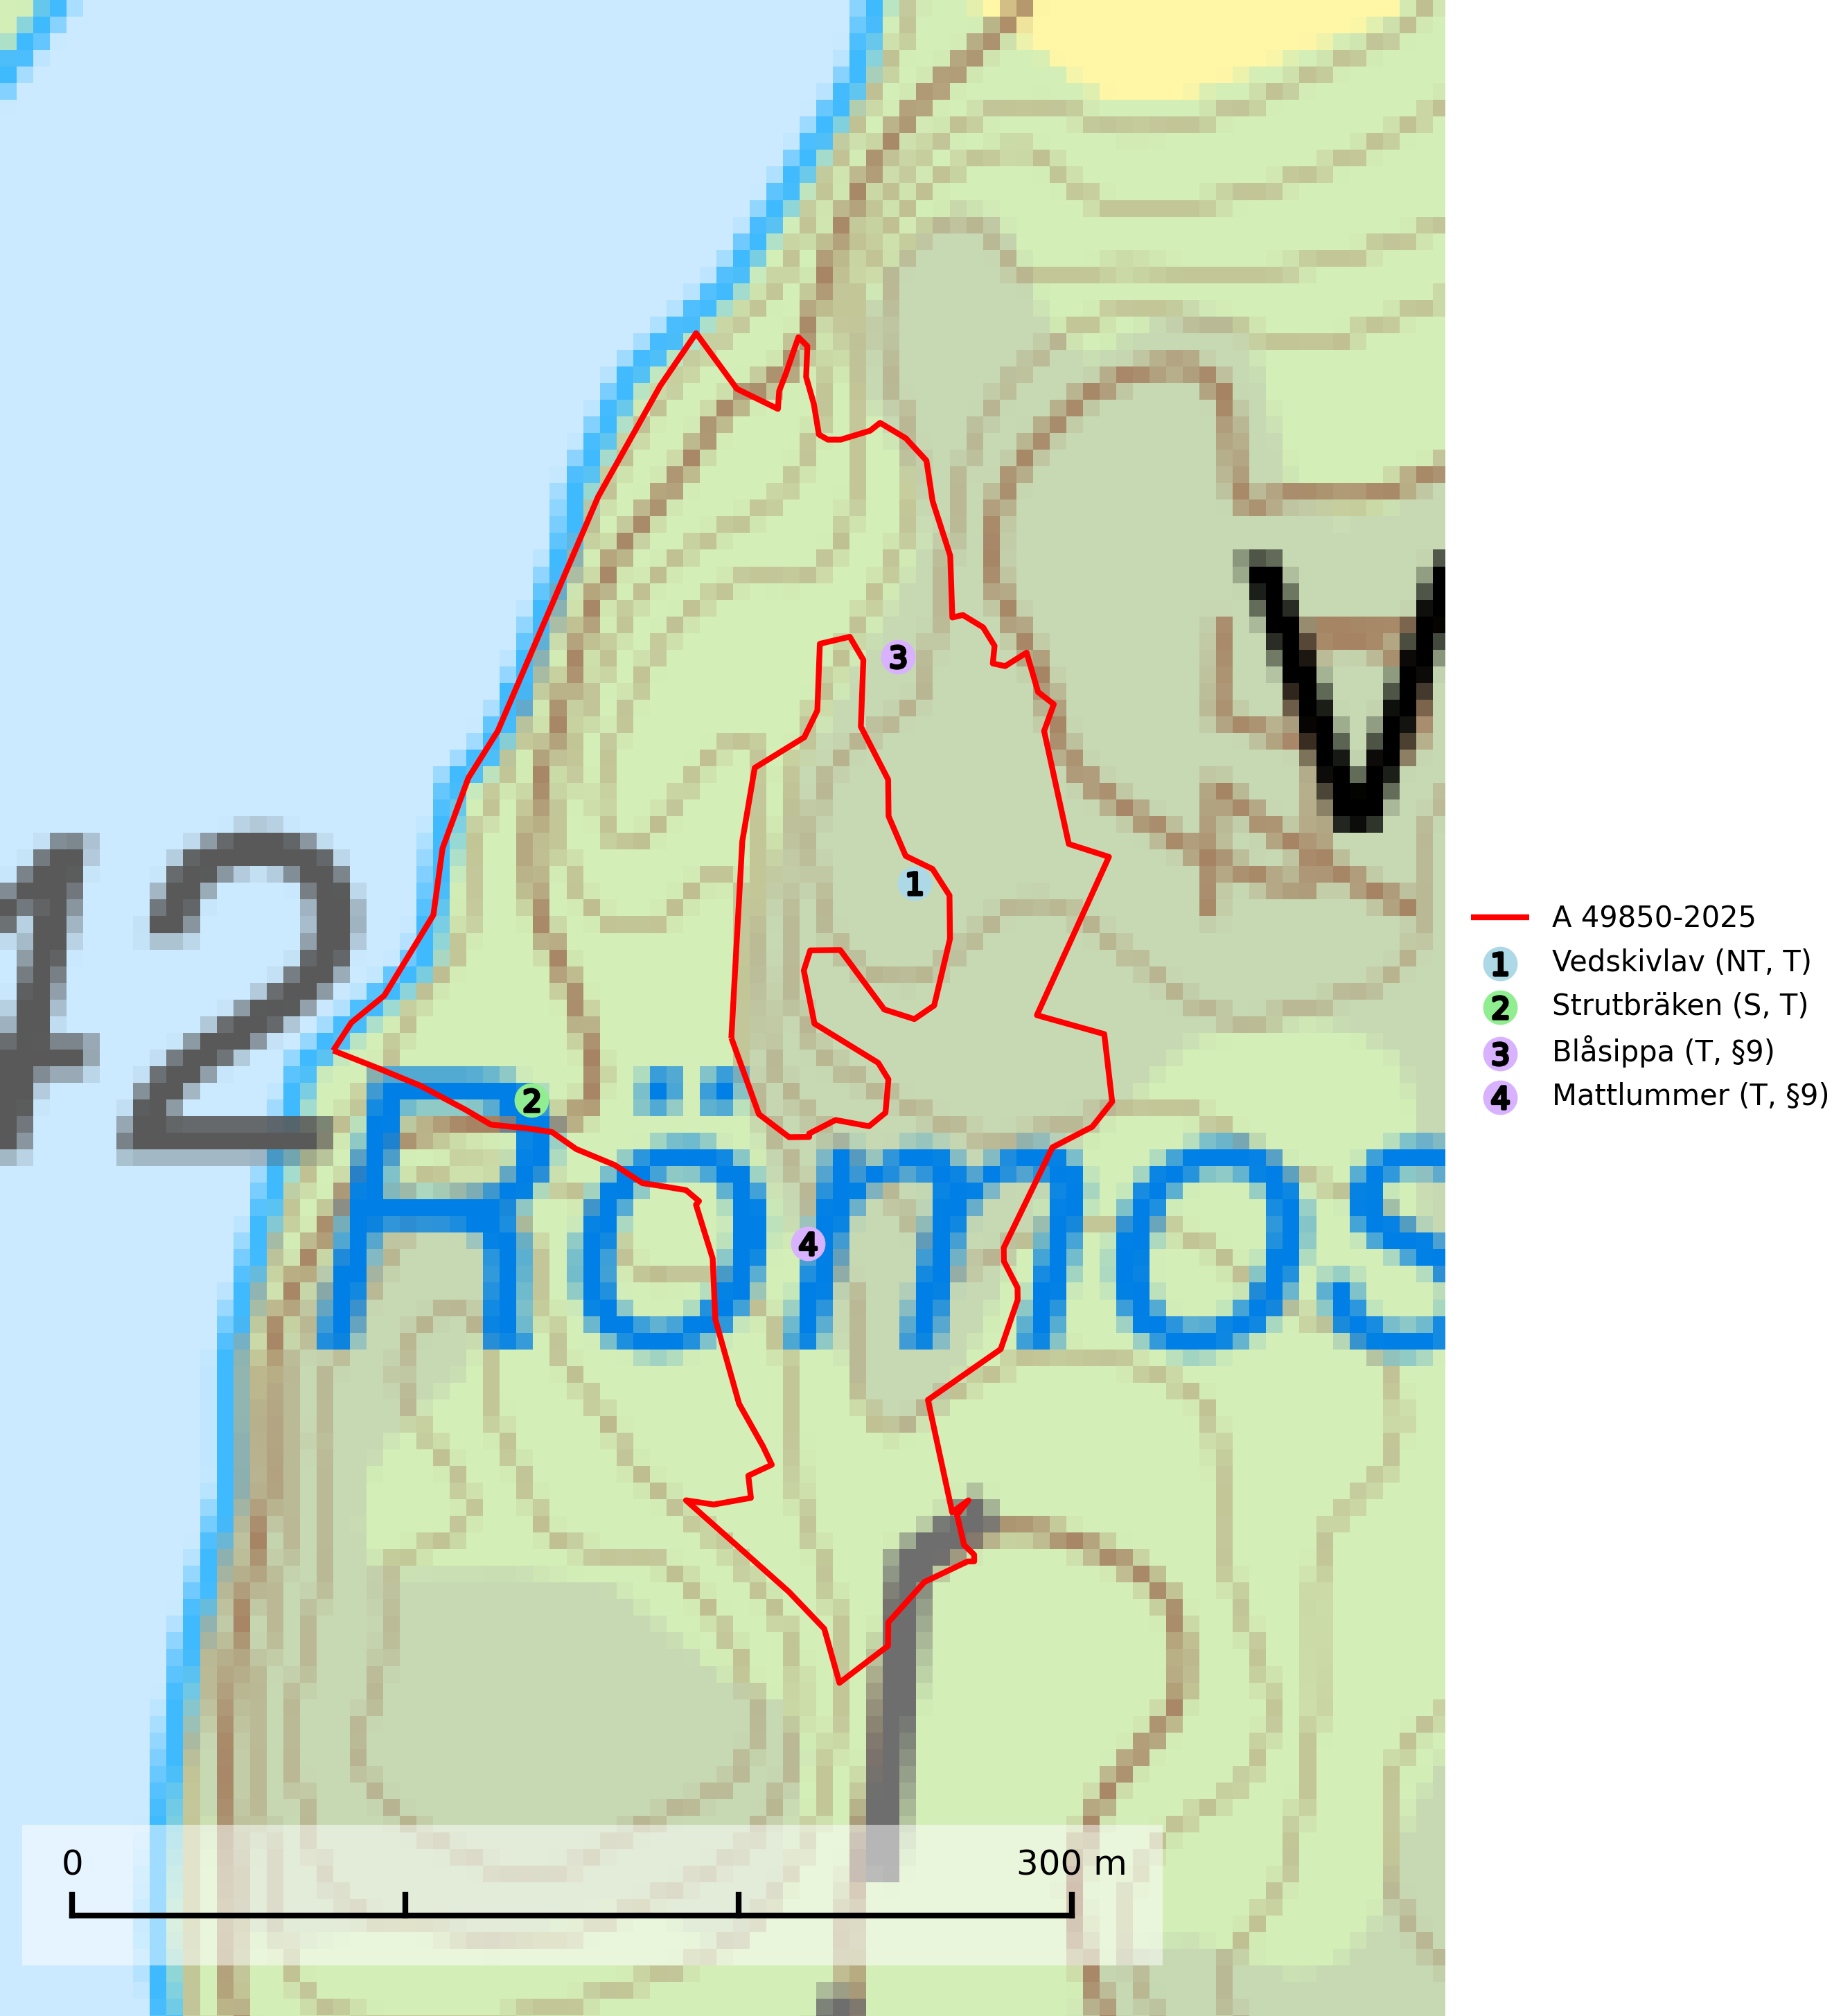 V
42
Römos
A 49850-2025
1 Vedskivlav (NT, T)
2 Strutbräken (S, T)
3 Blåsippa (T, §9)
4 Mattlummer (T, §9)
3
1
2
4
0
300 m